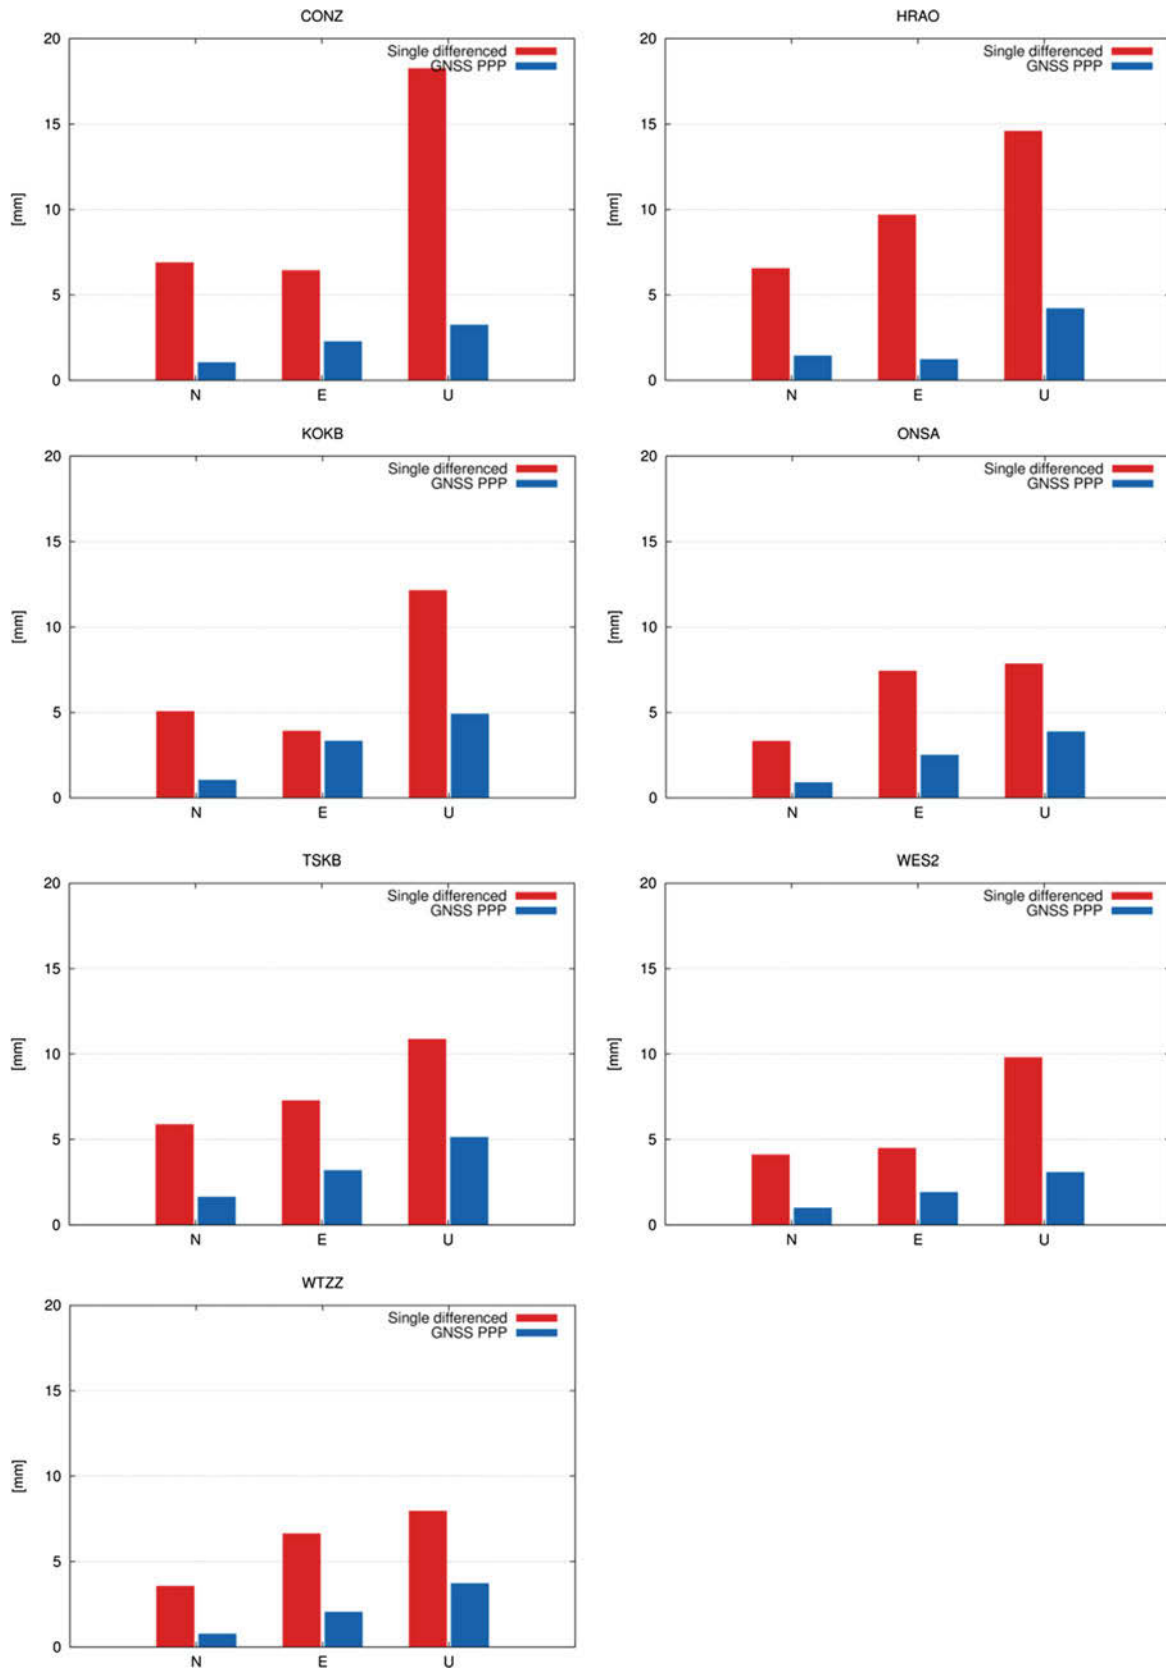 CONZ
20
15
10
5
0
[mm]
Single differenced
GNSS PPP
N E U
HRAO
20
15
10
5
0
[mm]
Single differenced
GNSS PPP
N E U
KOKB
20
15
10
5
0
[mm]
Single differenced
GNSS PPP
N E U
ONSA
20
15
10
5
0
[mm]
Single differenced
GNSS PPP
N E U
TSKB
20
15
10
5
0
[mm]
Single differenced
GNSS PPP
N E U
WES2
20
15
10
5
0
[mm]
Single differenced
GNSS PPP
N E U
WTZZ
20
15
10
5
0
[mm]
Single differenced
GNSS PPP
N E U